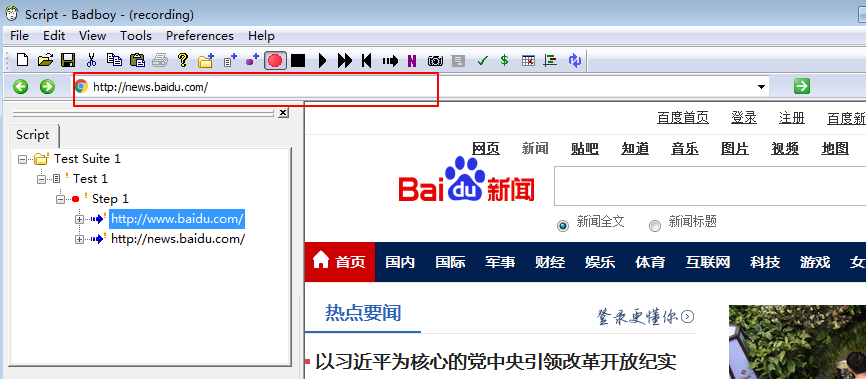 Script - Badboy - (recording)
File Edit View Tools Preferences Help
http://news.baidu.com/
Script
Test Suite 1
Test 1
Step 1
http://www.baidu.com/
http://news.baidu.com/
百度首页 登录 注册 百度新
网页 新闻 贴吧 知道 音乐 图片 视频 地图
Bai du 新闻
新闻全文 新闻标题
首页 国内 国际 军事 财经 娱乐 体育 互联网 科技 游戏 女
热点要闻 登录更懂你
以习近平为核心的党中央引领改革开放纪实